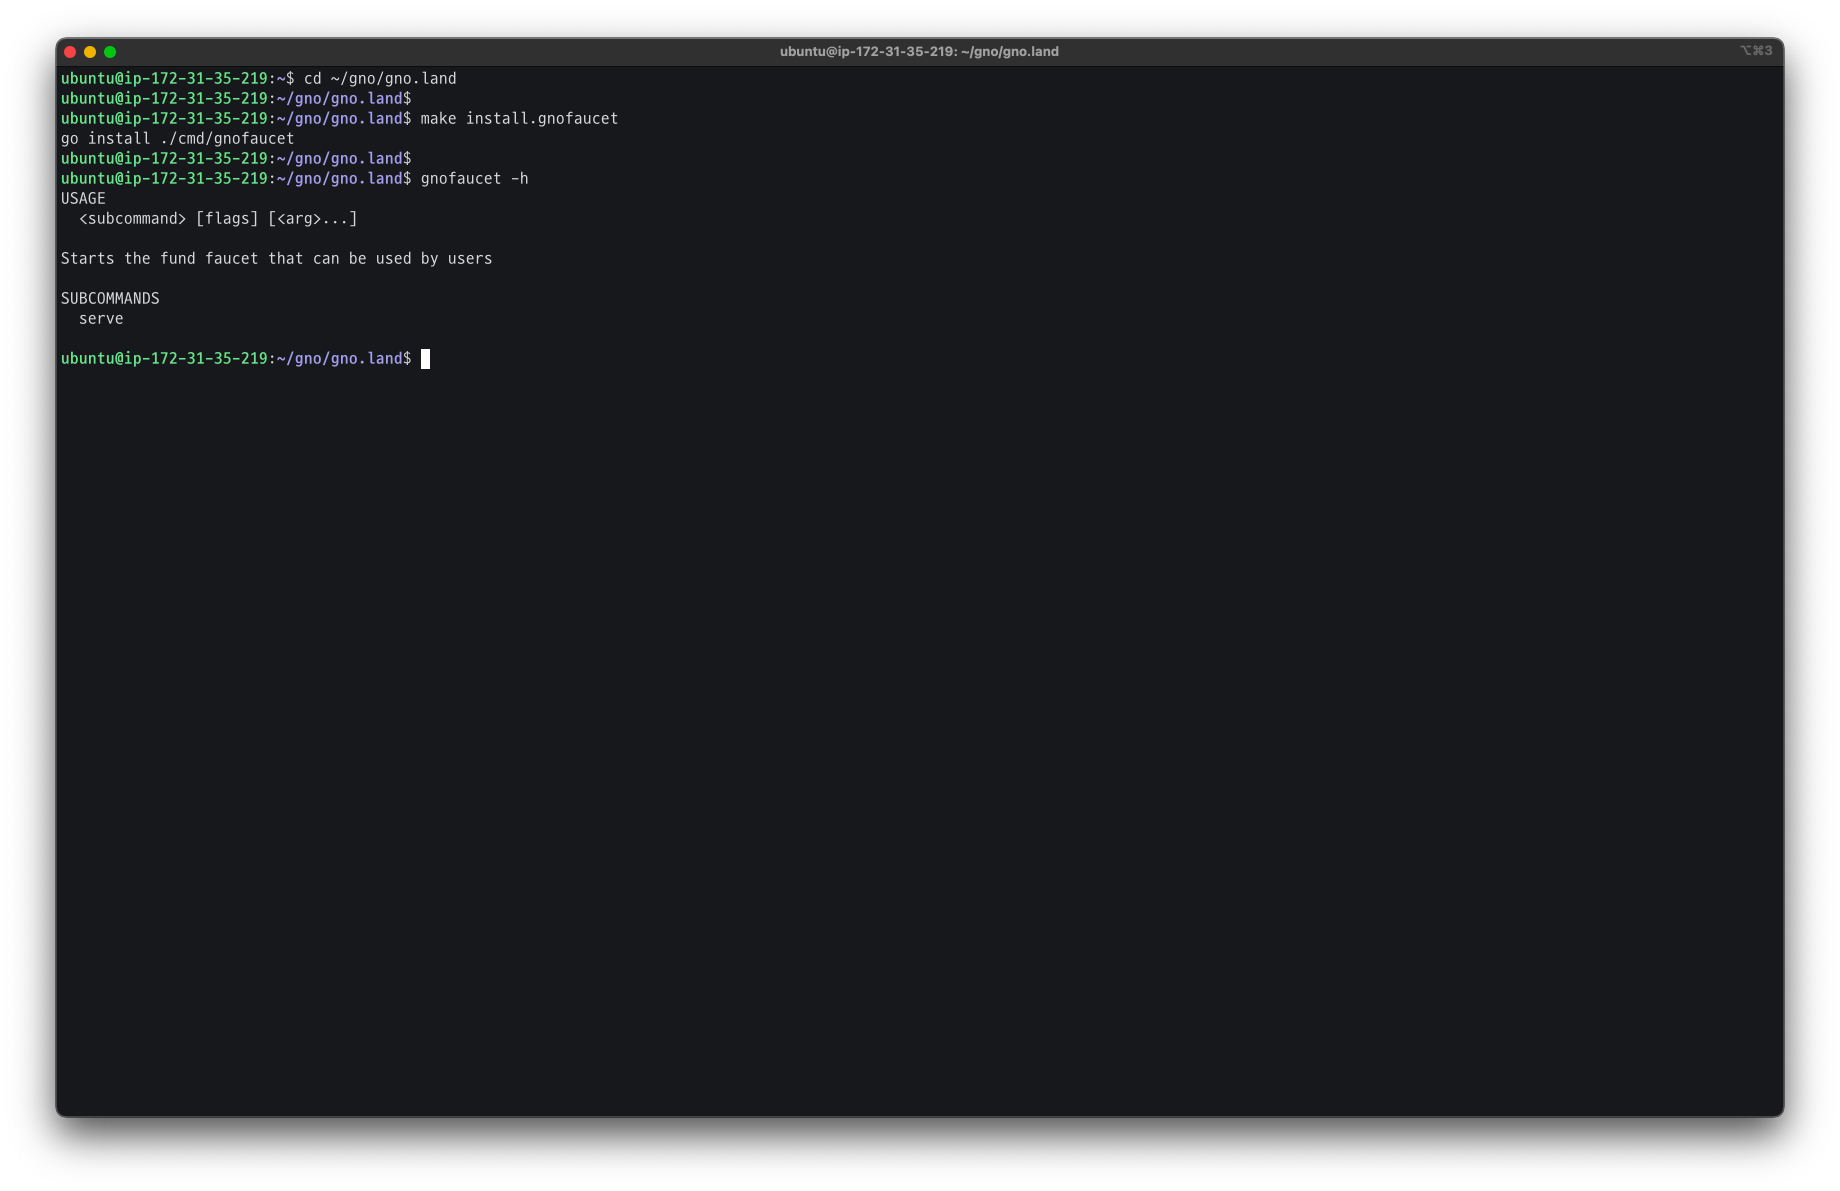 ubuntu@ip-172-31-35-219: ~/gno/gno.land
⌥⌘3
ubuntu@ip-172-31-35-219:~$ cd ~/gno/gno.land
ubuntu@ip-172-31-35-219:~/gno/gno.land$
ubuntu@ip-172-31-35-219:~/gno/gno.land$ make install.gnofaucet
go install ./cmd/gnofaucet
ubuntu@ip-172-31-35-219:~/gno/gno.land$
ubuntu@ip-172-31-35-219:~/gno/gno.land$ gnofaucet -h
USAGE
  <subcommand> [flags] [<arg>...]

Starts the fund faucet that can be used by users

SUBCOMMANDS
  serve

ubuntu@ip-172-31-35-219:~/gno/gno.land$